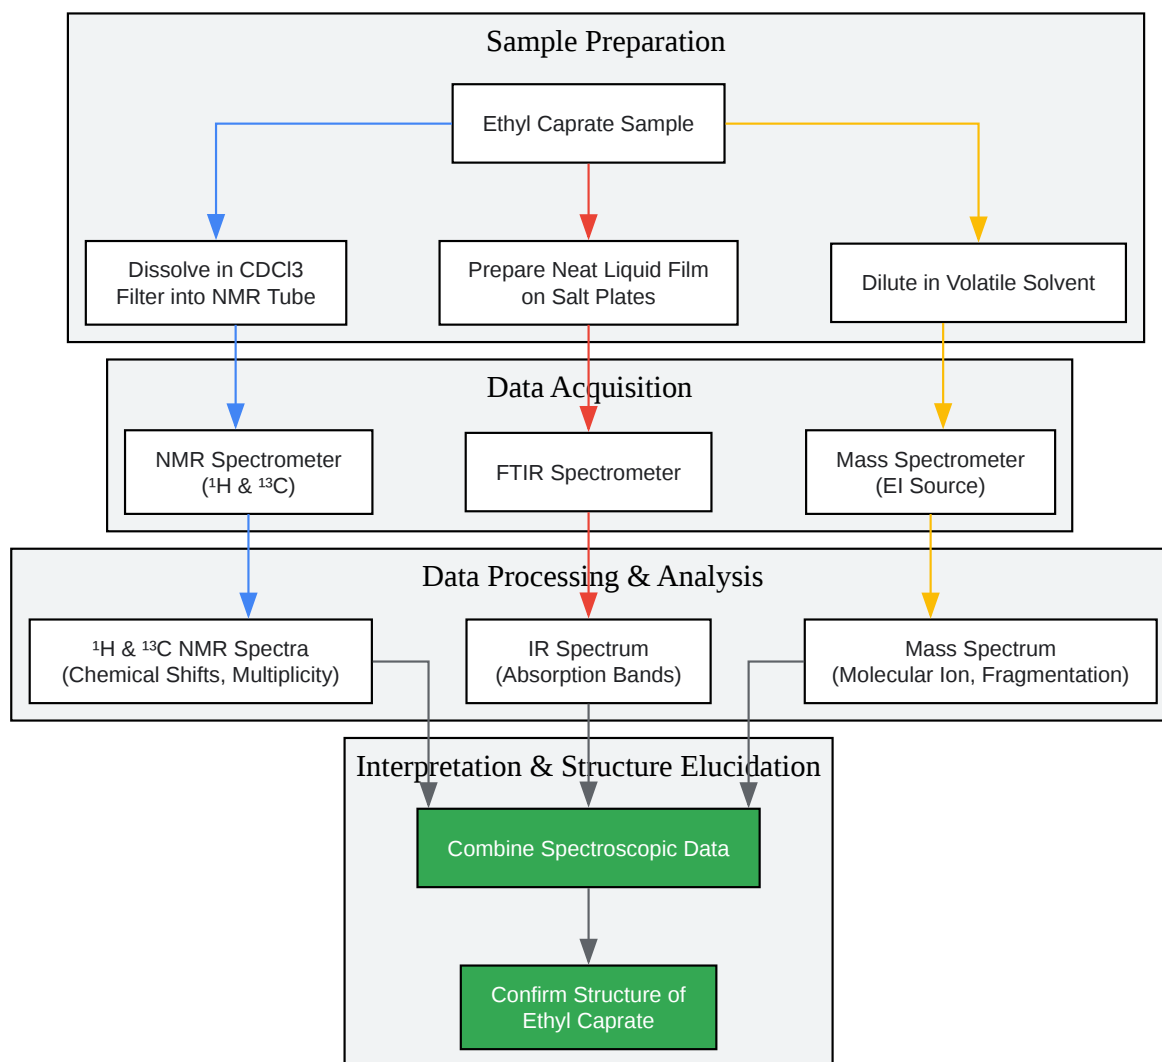 Sample Preparation
Ethyl Caprate Sample
Dissolve in CDCl3
Filter into NMR Tube
Prepare Neat Liquid Film
on Salt Plates
Dilute in Volatile Solvent
Data Acquisition
NMR Spectrometer
(¹H & ¹³C)
FTIR Spectrometer
Mass Spectrometer
(EI Source)
Data Processing & Analysis
¹H & ¹³C NMR Spectra
(Chemical Shifts, Multiplicity)
IR Spectrum
(Absorption Bands)
Mass Spectrum
(Molecular Ion, Fragmentation)
Interpretation & Structure Elucidation
Combine Spectroscopic Data
Confirm Structure of
Ethyl Caprate